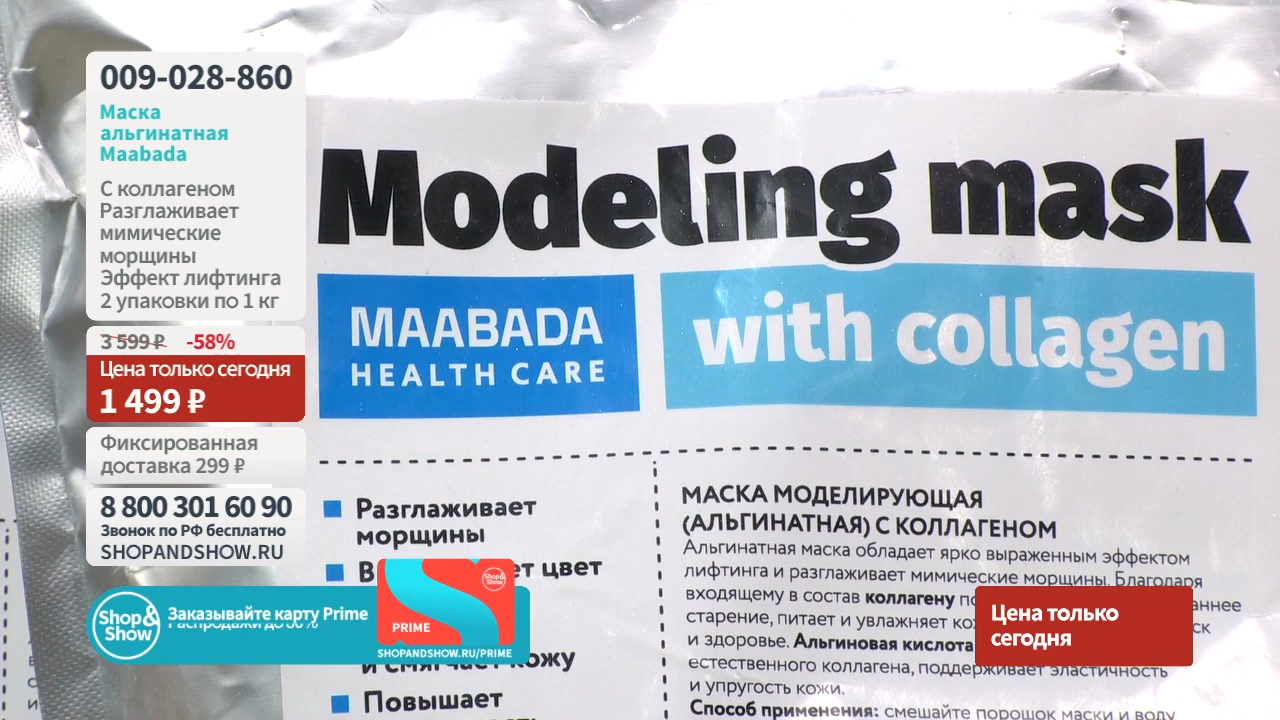 009-028-860
Маска
альгинатная
Maabada
С коллагеном
Разглаживает
мимические
морщины
Эффект лифтинга
2 упаковки по 1 кг
3 599 ₽ -58%
Цена только сегодня
1 499 ₽
Фиксированная
доставка 299 ₽
8 800 301 60 90
Звонок по РФ бесплатно
SHOPANDSHOW.RU
Shop&
Show
Заказывайте карту Prime
Shop&
Show
PRIME
SHOPANDSHOW.RU/PRIME
Modeling mask
MAABADA
HEALTH CARE
with collagen
Разглаживает
морщины
цвет
и смягчает кожу
Повышает
МАСКА МОДЕЛИРУЮЩАЯ
(АЛЬГИНАТНАЯ) С КОЛЛАГЕНОМ
Альгинатная маска обладает ярко выраженным эффектом
лифтинга и разглаживает мимические морщины. Благодаря
входящему в состав коллагену
старение, питает и увлажняет
и здоровье. Альгиновая кислота
естественного коллагена, поддерживает эластичность
и упругость кожи.
Способ применения: смешайте порошок маски и воду
Цена только
сегодня